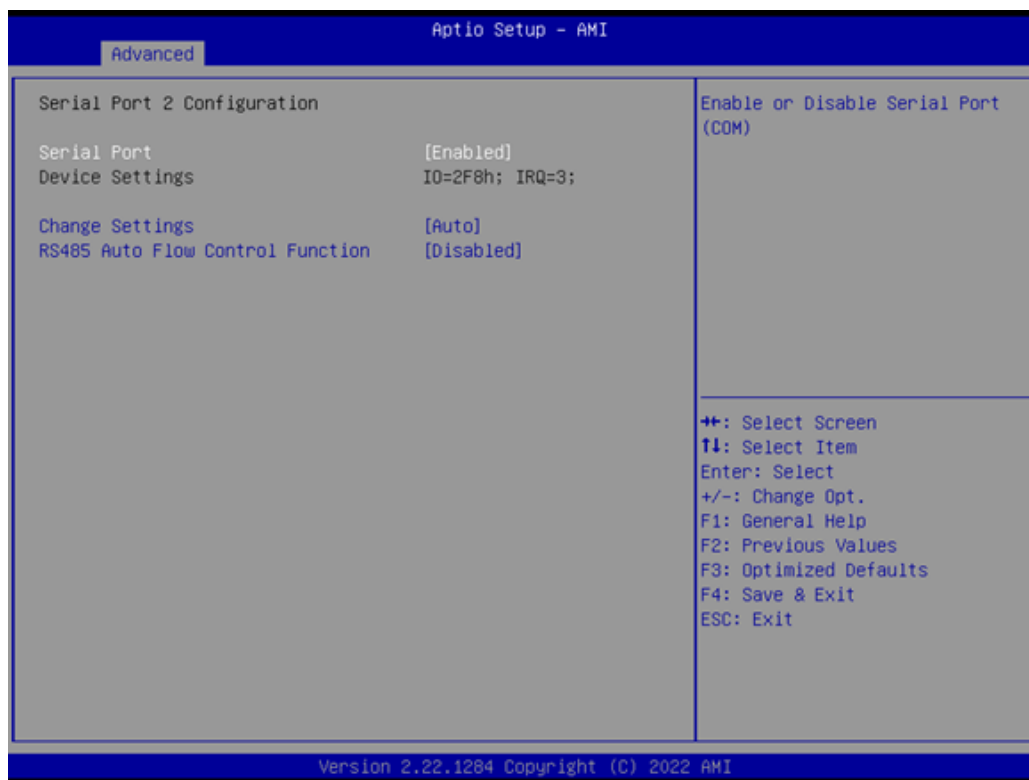 Aptio Setup - AMI
Advanced
Serial Port 2 Configuration
Serial Port [Enabled]
Device Settings IO=2F8h; IRQ=3;
Change Settings [Auto]
RS485 Auto Flow Control Function [Disabled]
Enable or Disable Serial Port
(COM)
→←: Select Screen
↑↓: Select Item
Enter: Select
+/-: Change Opt.
F1: General Help
F2: Previous Values
F3: Optimized Defaults
F4: Save & Exit
ESC: Exit
Version 2.22.1284 Copyright (C) 2022 AMI